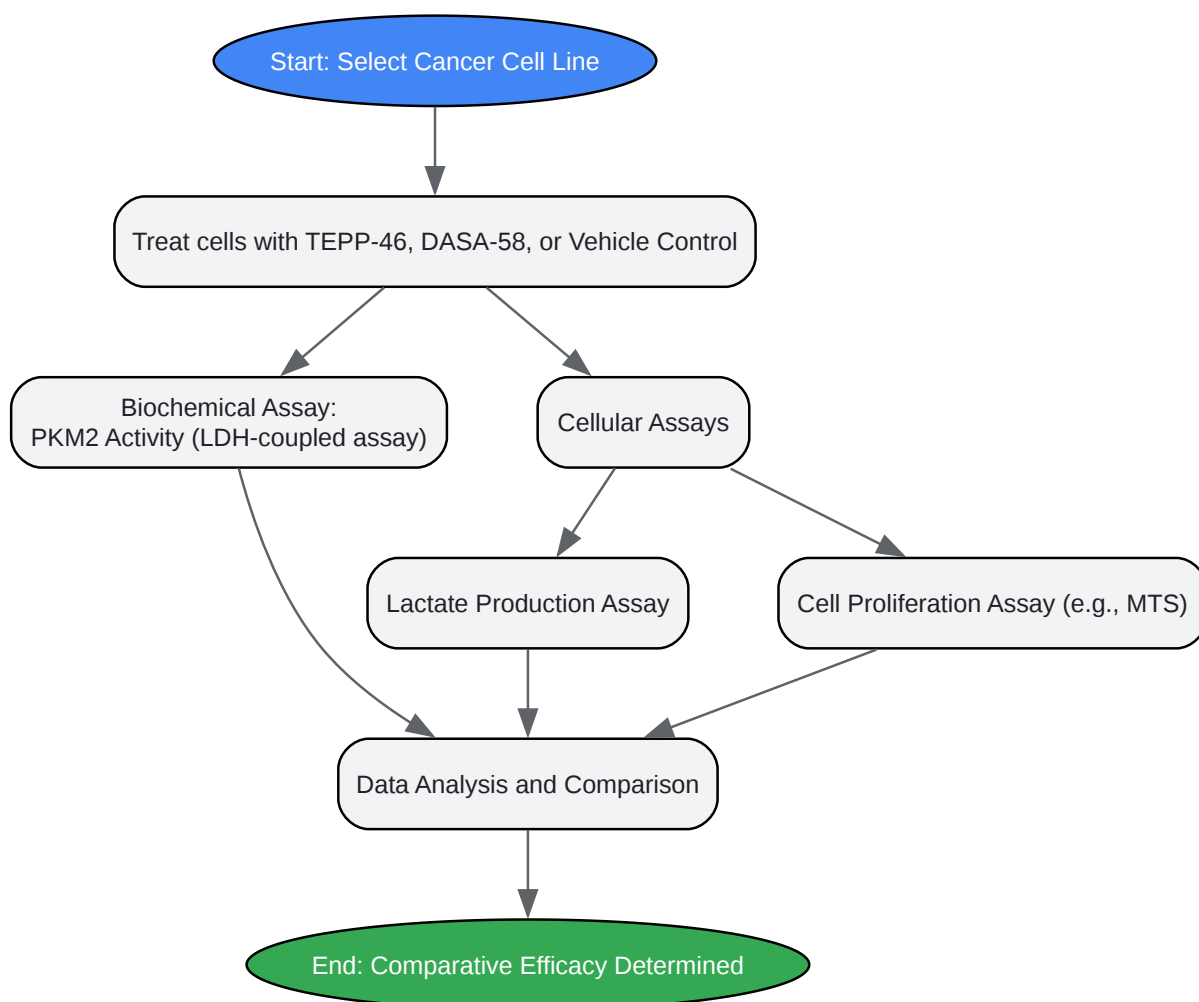 Start: Select Cancer Cell Line
Treat cells with TEPP-46, DASA-58, or Vehicle Control
Biochemical Assay:
PKM2 Activity (LDH-coupled assay)
Cellular Assays
Lactate Production Assay
Cell Proliferation Assay (e.g., MTS)
Data Analysis and Comparison
End: Comparative Efficacy Determined